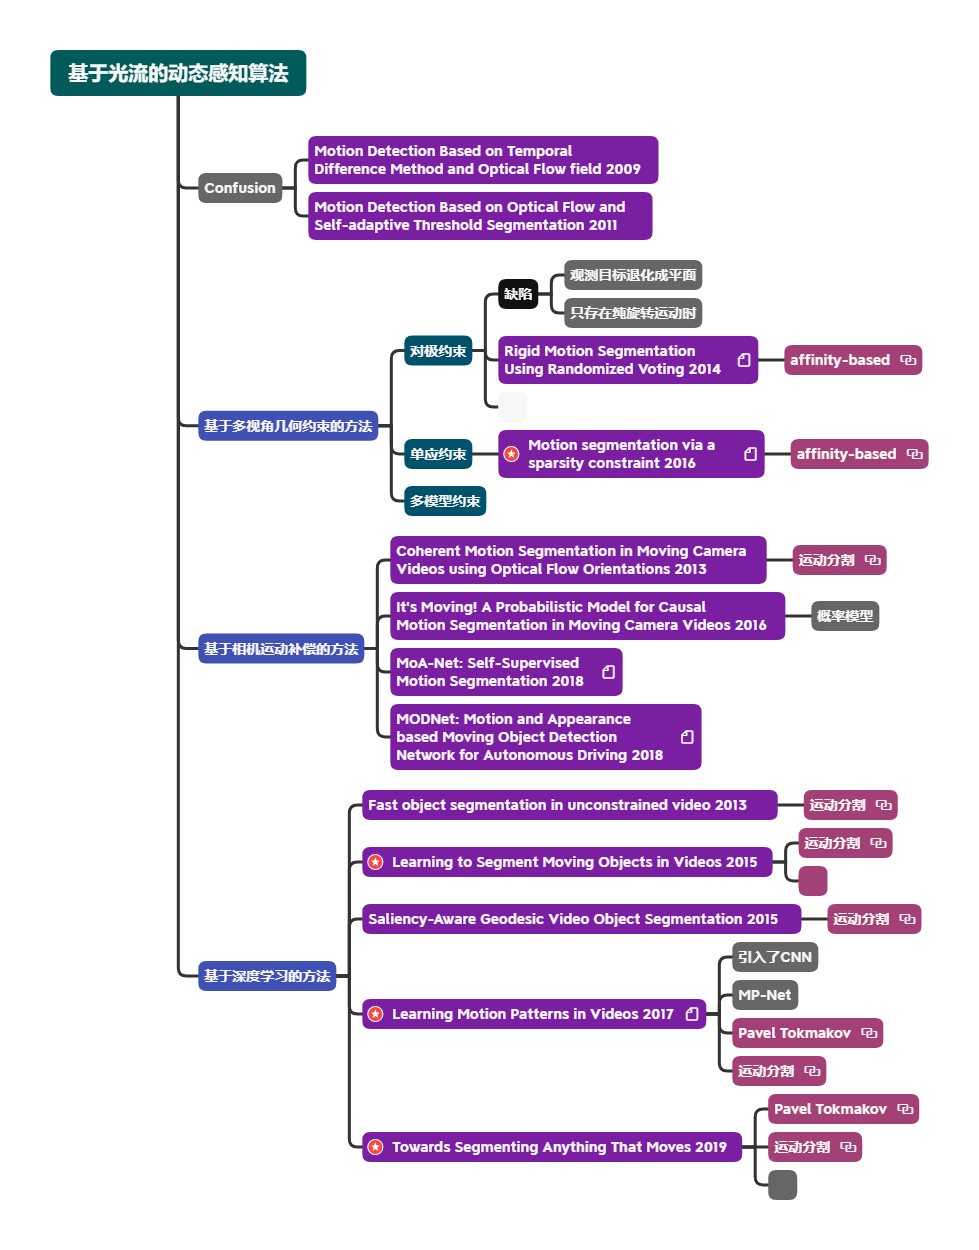 基于光流的动态感知算法
Confusion
Motion Detection Based on Temporal
Difference Method and Optical Flow field 2009
Motion Detection Based on Optical Flow and
Self-adaptive Threshold Segmentation 2011
基于多视角几何约束的方法
对极约束
缺陷
观测目标退化成平面
只存在纯旋转运动时
Rigid Motion Segmentation
Using Randomized Voting 2014
affinity-based
单应约束
Motion segmentation via a
sparsity constraint 2016
affinity-based
多模型约束
基于相机运动补偿的方法
Coherent Motion Segmentation in Moving Camera
Videos using Optical Flow Orientations 2013
运动分割
It's Moving! A Probabilistic Model for Causal
Motion Segmentation in Moving Camera Videos 2016
概率模型
MoA-Net: Self-Supervised
Motion Segmentation 2018
MODNet: Motion and Appearance
based Moving Object Detection
Network for Autonomous Driving 2018
基于深度学习的方法
Fast object segmentation in unconstrained video 2013
运动分割
Learning to Segment Moving Objects in Videos 2015
运动分割
Saliency-Aware Geodesic Video Object Segmentation 2015
运动分割
Learning Motion Patterns in Videos 2017
引入了CNN
MP-Net
Pavel Tokmakov
运动分割
Towards Segmenting Anything That Moves 2019
Pavel Tokmakov
运动分割